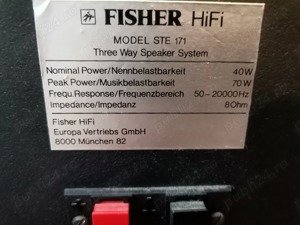 FISHER HiFi
MODEL STE 171
Three Way Speaker System
Nominal Power/Nennbelastbarkeit 40W
Peak Power/Musikbelastbarkeit 70W
Frequ.Response/Frequenzbereich 50-20000Hz
Impedance/Impedanz 8Ohm
Fisher HiFi
Europa Vertriebs GmbH
8000 München 82